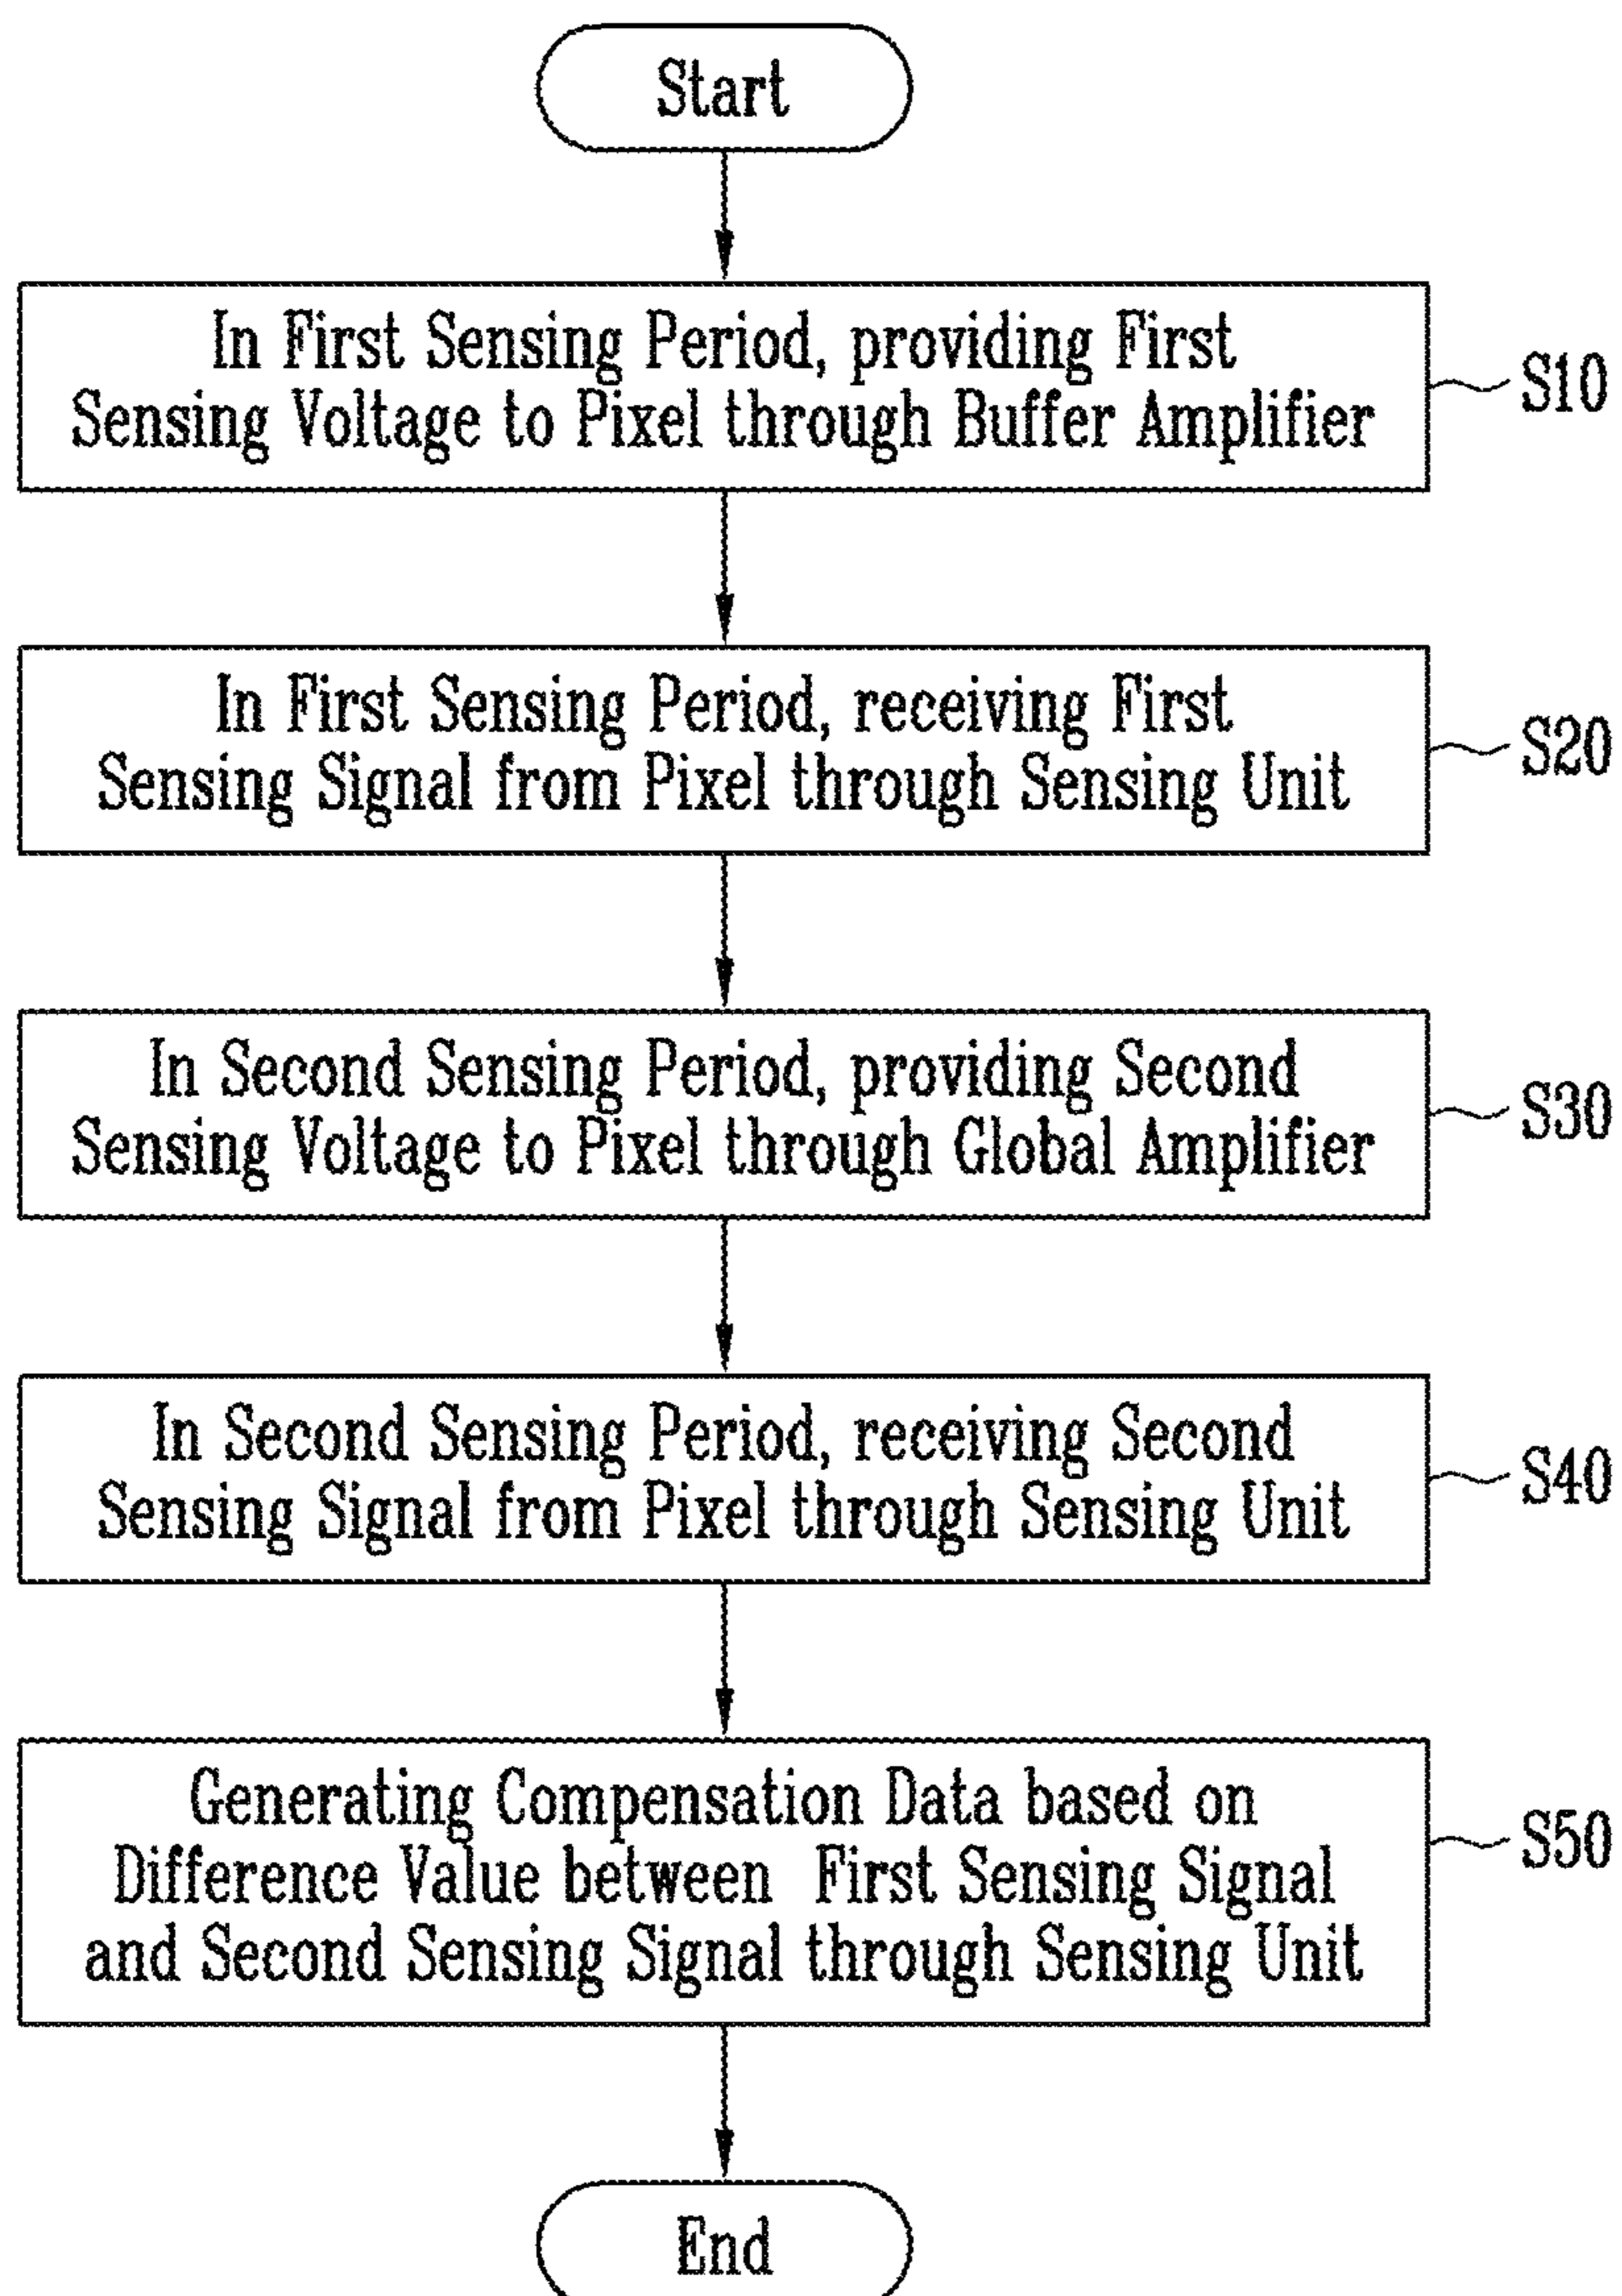 Start
In First Sensing Period, providing First
Sensing Voltage to Pixel through Buffer Amplifier
S10
In First Sensing Period, receiving First
Sensing Signal from Pixel through Sensing Unit
S20
In Second Sensing Period, providing Second
Sensing Voltage to Pixel through Global Amplifier
S30
In Second Sensing Period, receiving Second
Sensing Signal from Pixel through Sensing Unit
S40
Generating Compensation Data based on
Difference Value between First Sensing Signal
and Second Sensing Signal through Sensing Unit
S50
End